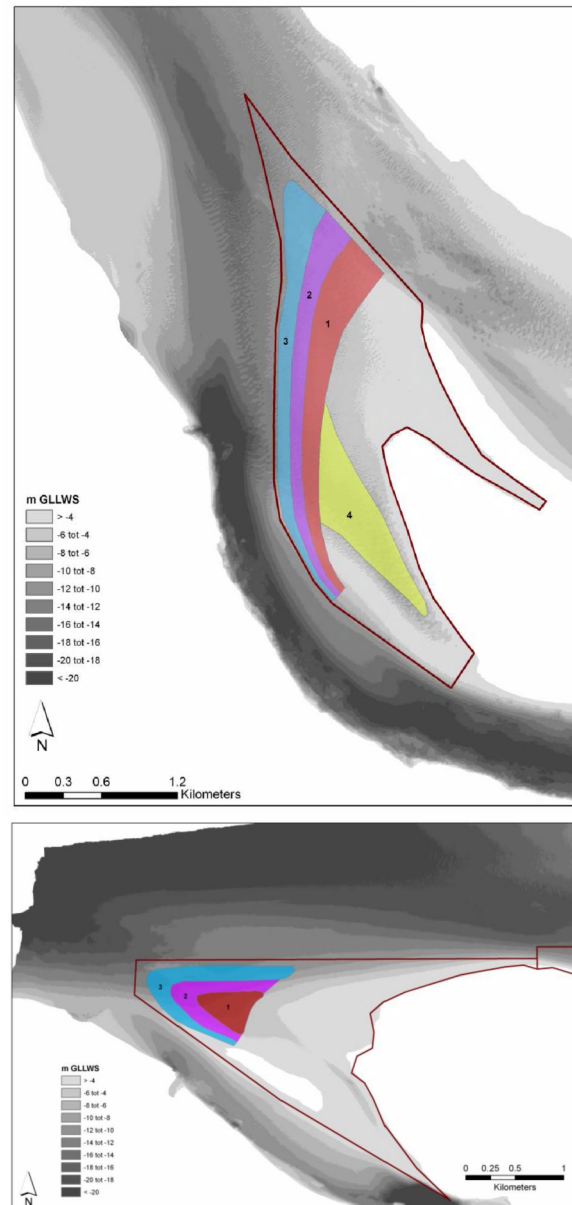 2
1
3
4
m GLLWS
> -4
-6 tot -4
-8 tot -6
-10 tot -8
-12 tot -10
-14 tot -12
-16 tot -14
-18 tot -16
-20 tot -18
< -20
N
0 0.3 0.6 1.2
Kilometers
3
2
1
m GLLWS
> -4
-6 tot -4
-8 tot -6
-10 tot -8
-12 tot -10
-14 tot -12
-16 tot -14
-18 tot -16
-20 tot -18
< -20
N
0 0.25 0.5 1
Kilometers